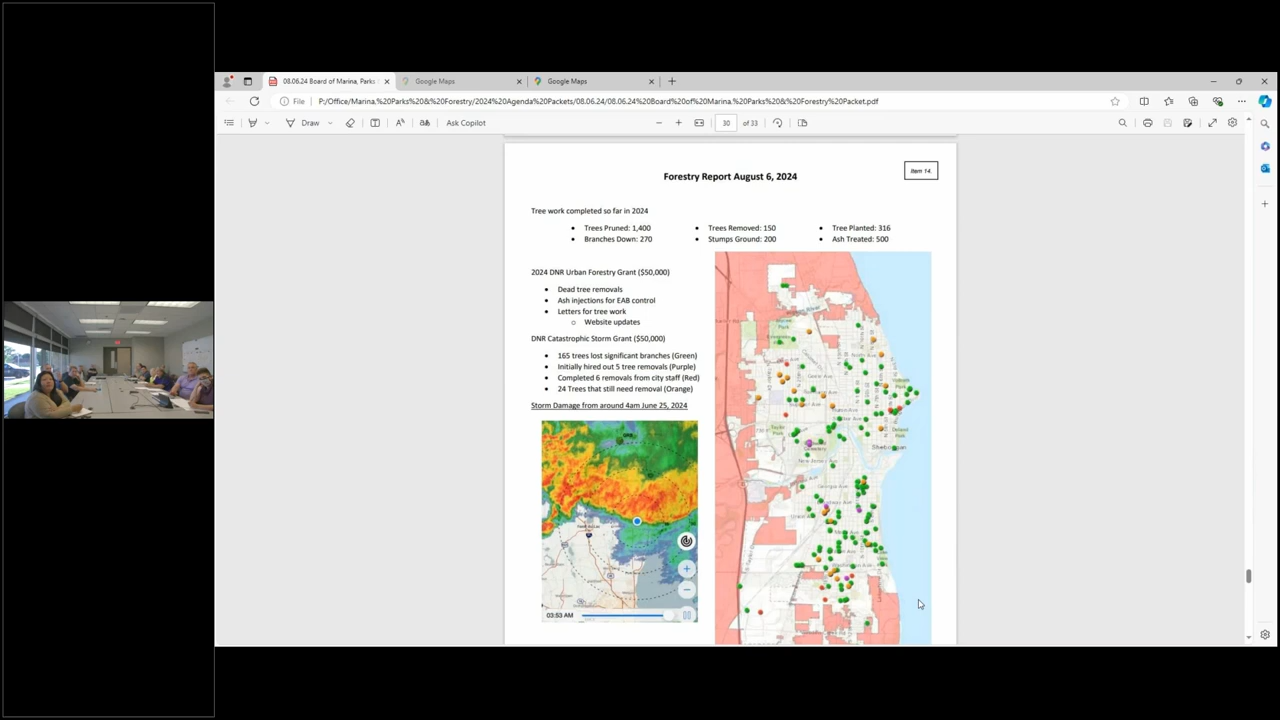 08.06.24 Board of Marina, Parks
Google Maps
Google Maps
File
P:/Office/Marina,%20Parks%20&%20Forestry/2024%20Agenda%20Packets/08.06.24/08.06.24%20Board%20of%20Marina.%20Parks%20&%20Forestry%20Packet.pdf
Draw
Ask Copilot
30 of 33
Forestry Report August 6, 2024
Item 14.
Tree work completed so far in 2024
• Trees Pruned: 1,400
• Branches Down: 270
• Trees Removed: 150
• Stumps Ground: 200
• Tree Planted: 316
• Ash Treated: 500
2024 DNR Urban Forestry Grant ($50,000)
• Dead tree removals
• Ash injections for EAB control
• Letters for tree work
o Website updates
DNR Catastrophic Storm Grant ($50,000)
• 165 trees lost significant branches (Green)
• Initially hired out 5 tree removals (Purple)
• Completed 6 removals from city staff (Red)
• 24 Trees that still need removal (Orange)
Storm Damage from around 4am June 25, 2024
03:53 AM